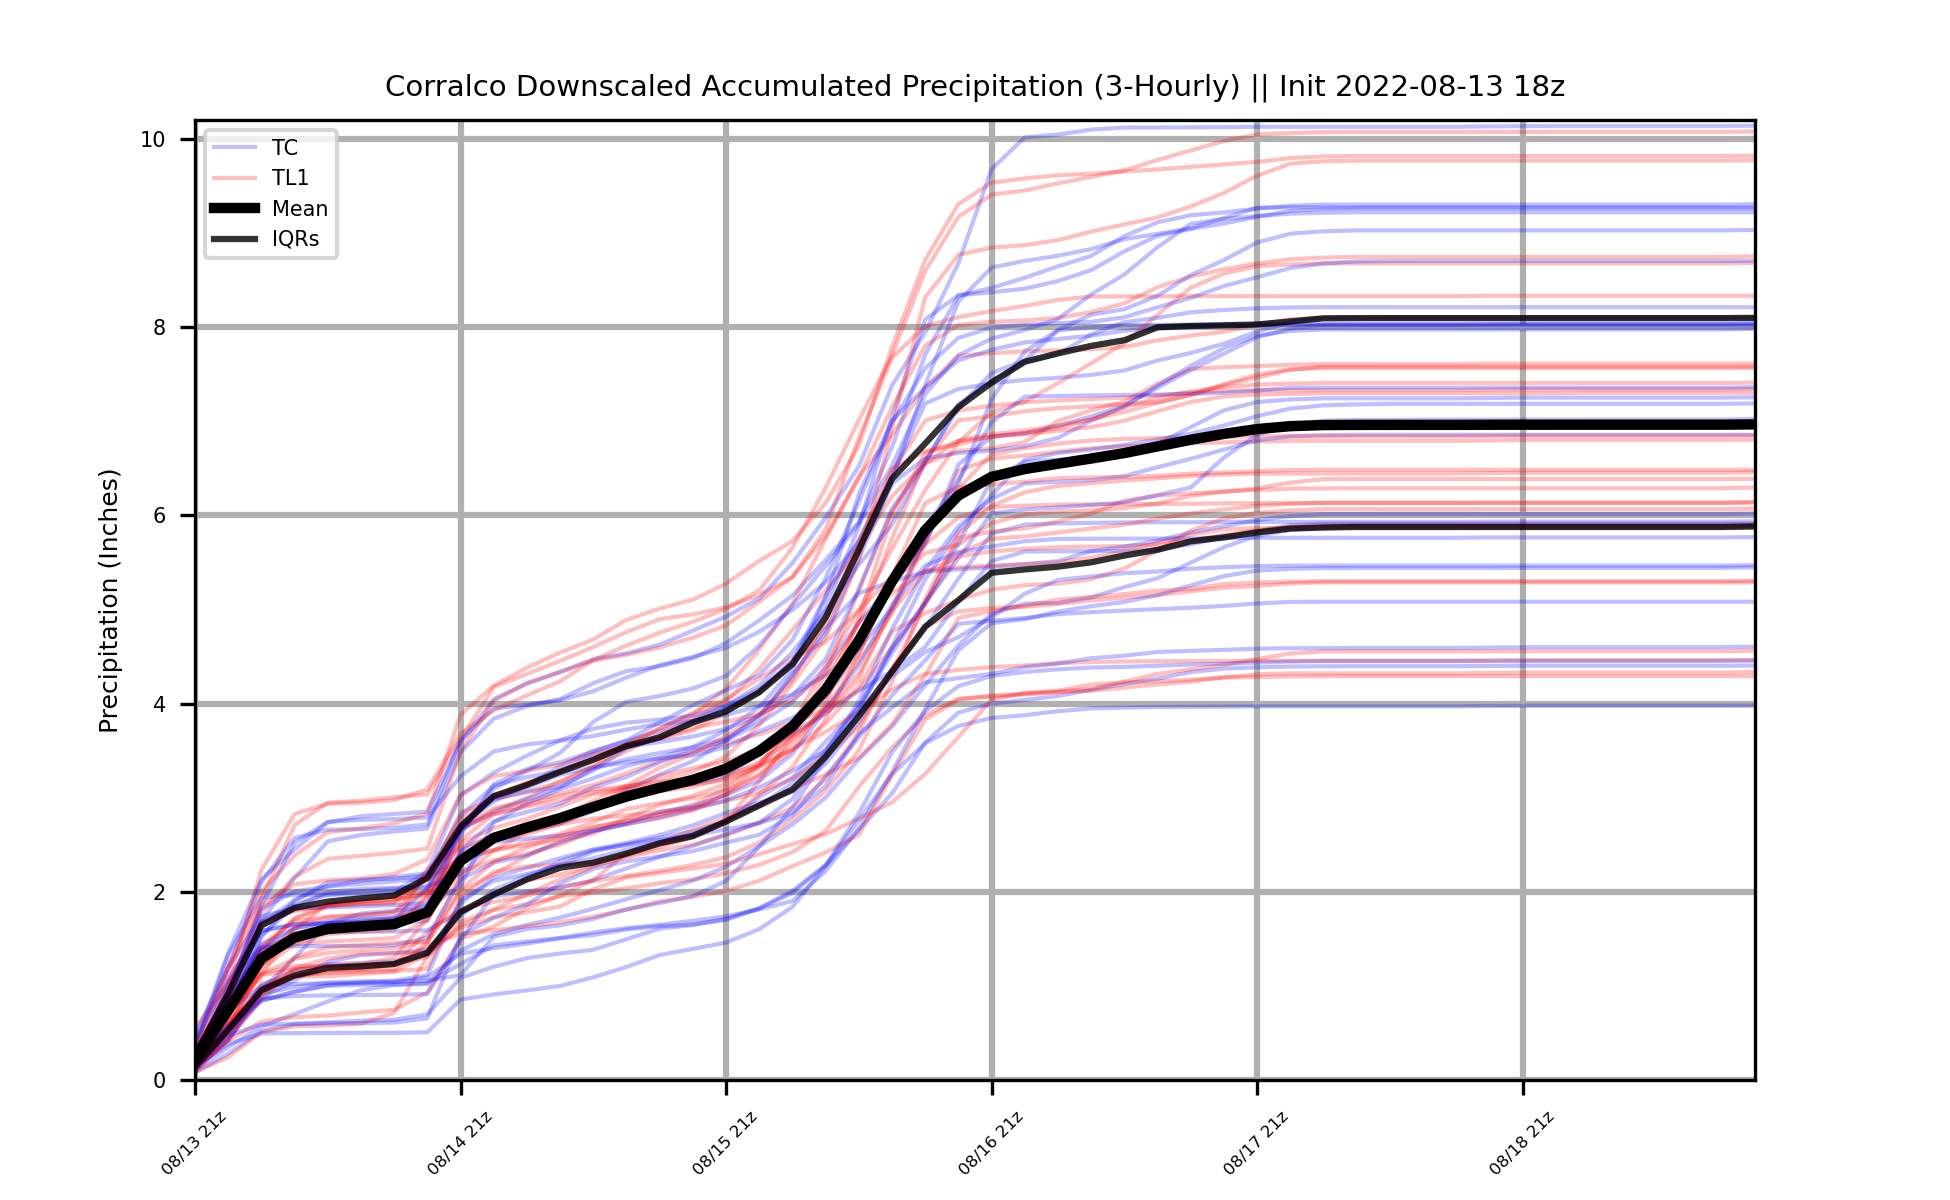 Corralco Downscaled Accumulated Precipitation (3-Hourly) || Init 2022-08-13 18z
TC
TL1
Mean
IQRs
Precipitation (Inches)
10
8
6
4
2
0
08/13 21z
08/14 21z
08/15 21z
08/16 21z
08/17 21z
08/18 21z